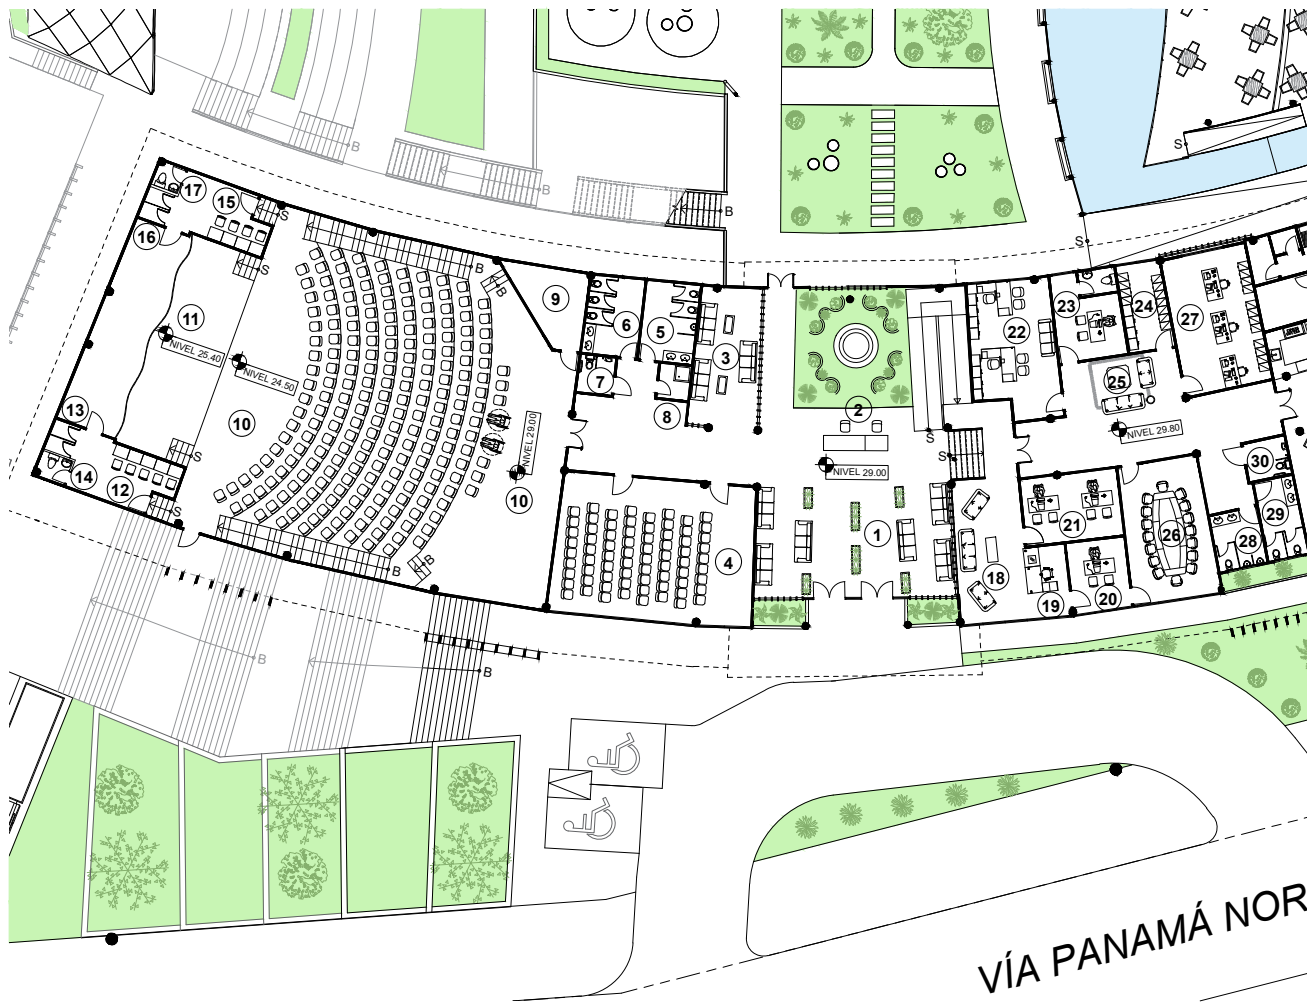 B
B
B
S
S
17
15
S
16
S
B
B
9
6
5
3
7
8
11
NIVEL 25.40
NIVEL 24.50
10
NIVEL 29.00
10
13
14
12
S
S
B
B
4
2
S
S
NIVEL 29.00
1
22
23
24
27
25
NIVEL 29.80
30
29
28
26
21
20
19
18
B
B
VÍA PANAMÁ NOR